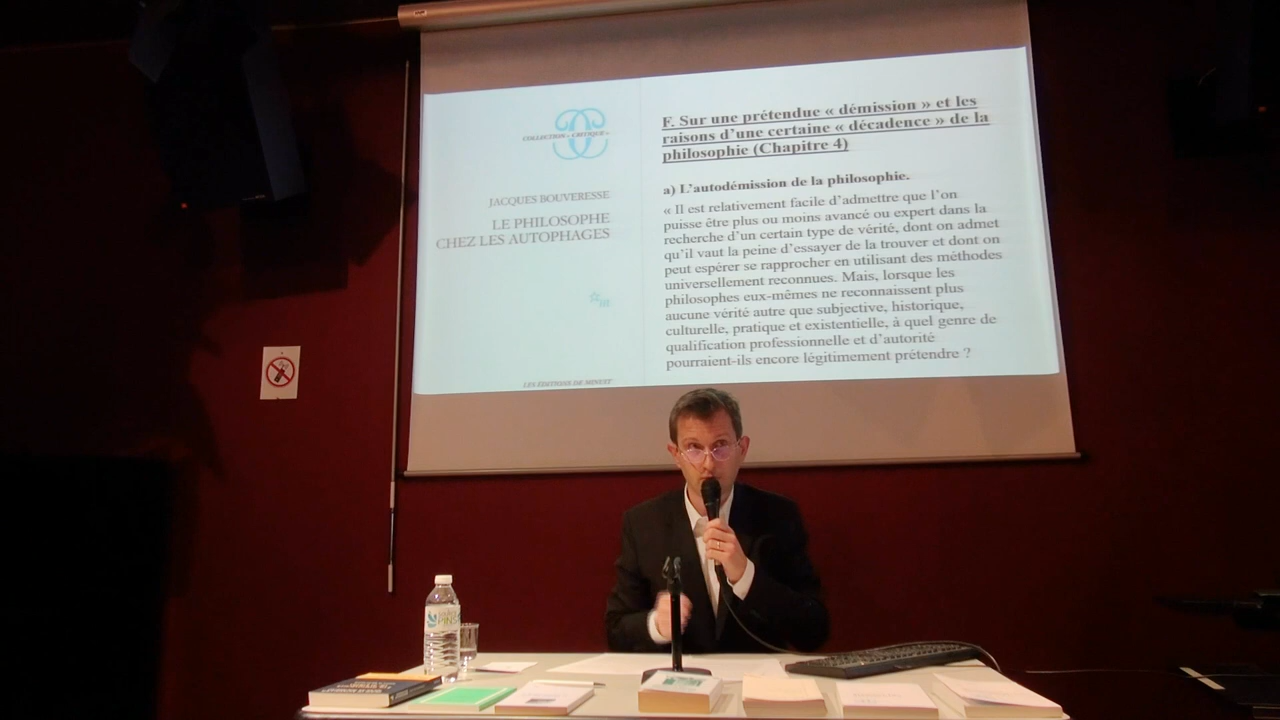 COLLECTION « CRITIQUE »
JACQUES BOUVERESSE
LE PHILOSOPHE
CHEZ LES AUTOPHAGES
LES ÉDITIONS DE MINUIT
F. Sur une prétendue « démission » et les
raisons d’une certaine « décadence » de la
philosophie (Chapitre 4)
a) L’autodémission de la philosophie.
« Il est relativement facile d’admettre que l’on
puisse être plus ou moins avancé ou expert dans la
recherche d’un certain type de vérité, dont on admet
qu’il vaut la peine d’essayer de la trouver et dont on
peut espérer se rapprocher en utilisant des méthodes
universellement reconnues. Mais, lorsque les
philosophes eux-mêmes ne reconnaissent plus
aucune vérité autre que subjective, historique,
culturelle, pratique et existentielle, à quel genre de
qualification professionnelle et d’autorité
pourraient-ils encore légitimement prétendre ?